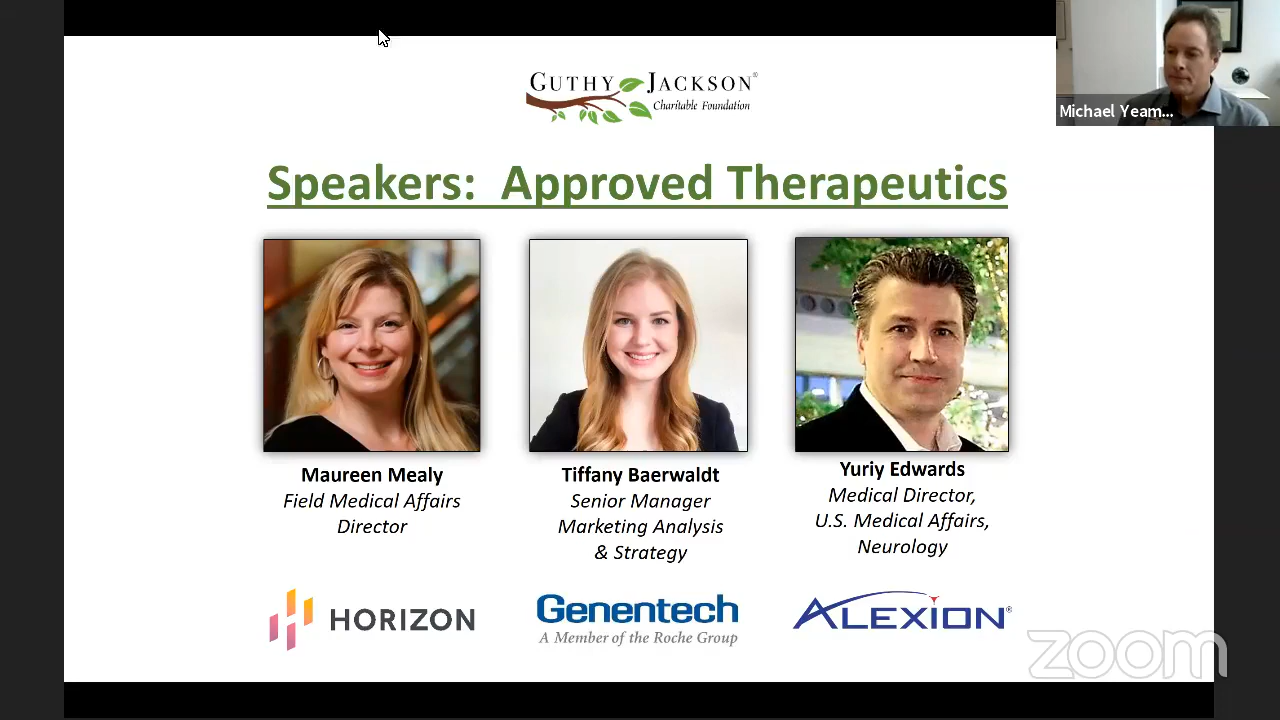 GUTHY JACKSON®
Charitable Foundation
Michael Yeam...
Speakers: Approved Therapeutics
Maureen Mealy
Field Medical Affairs
Director
Tiffany Baerwaldt
Senior Manager
Marketing Analysis
& Strategy
Yuriy Edwards
Medical Director,
U.S. Medical Affairs,
Neurology
HORIZON
Genentech
A Member of the Roche Group
ALEXION®
zoom